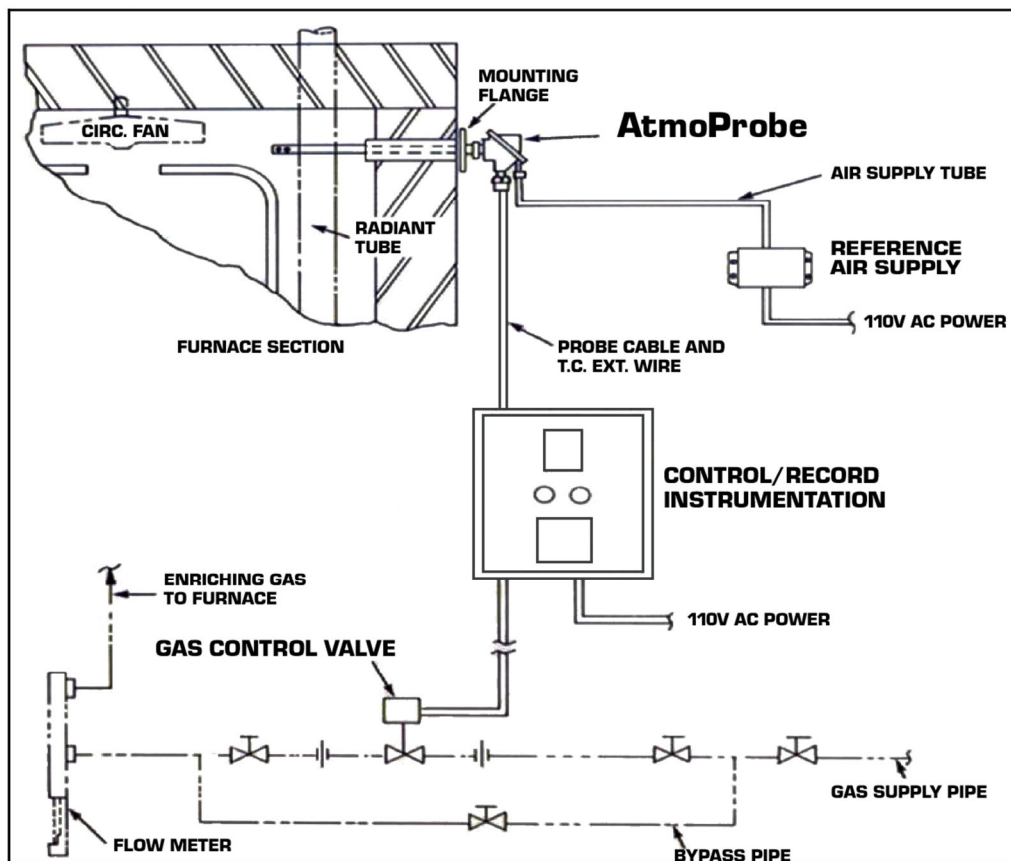 MOUNTING
FLANGE
CIRC. FAN
AtmoProbe
AIR SUPPLY TUBE
RADIANT
TUBE
REFERENCE
AIR SUPPLY
110V AC POWER
FURNACE SECTION
PROBE CABLE AND
T.C. EXT. WIRE
CONTROL/RECORD
INSTRUMENTATION
ENRICHING GAS
TO FURNACE
110V AC POWER
GAS CONTROL VALVE
GAS SUPPLY PIPE
FLOW METER
BYPASS PIPE